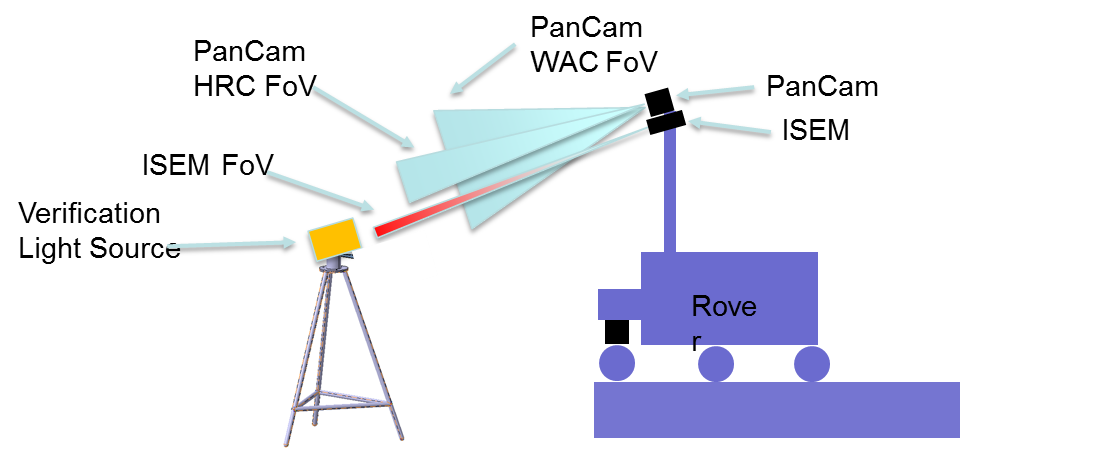 PanCam
WAC FoV
PanCam
HRC FoV
PanCam
ISEM
ISEM FoV
Verification
Light Source
Rove
r